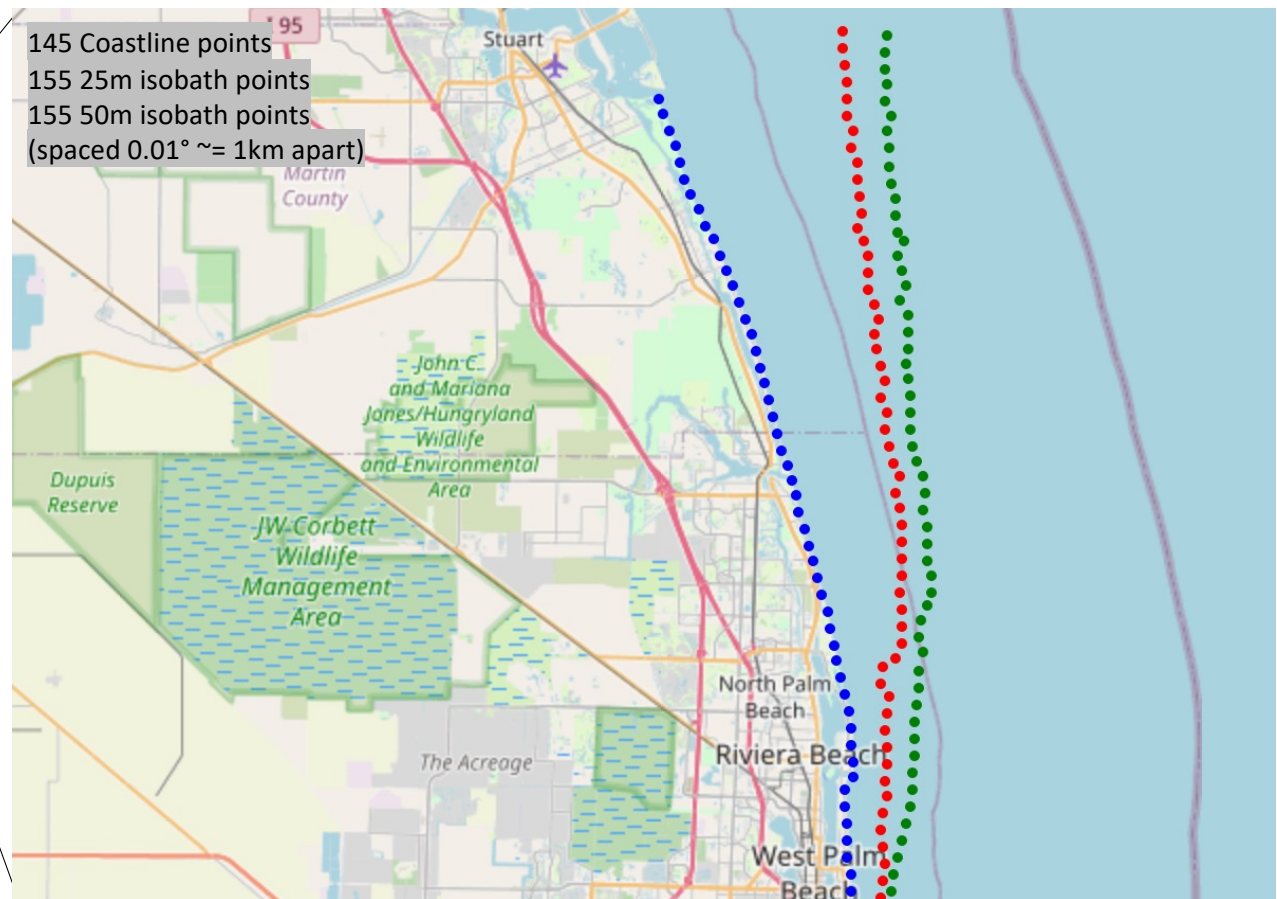 145 Coastline points
155 25m isobath points
155 50m isobath points
(spaced 0.01° ~= 1km apart)
95
Stuart
Martin
County
John C.
and Mariana
Jones/Hungryland
Wildlife
and Environmental
Area
Dupuis
Reserve
JW Corbett
Wildlife
Management
Area
North Palm
Beach
Riviera Beach
The Acreage
West Palm
Beach